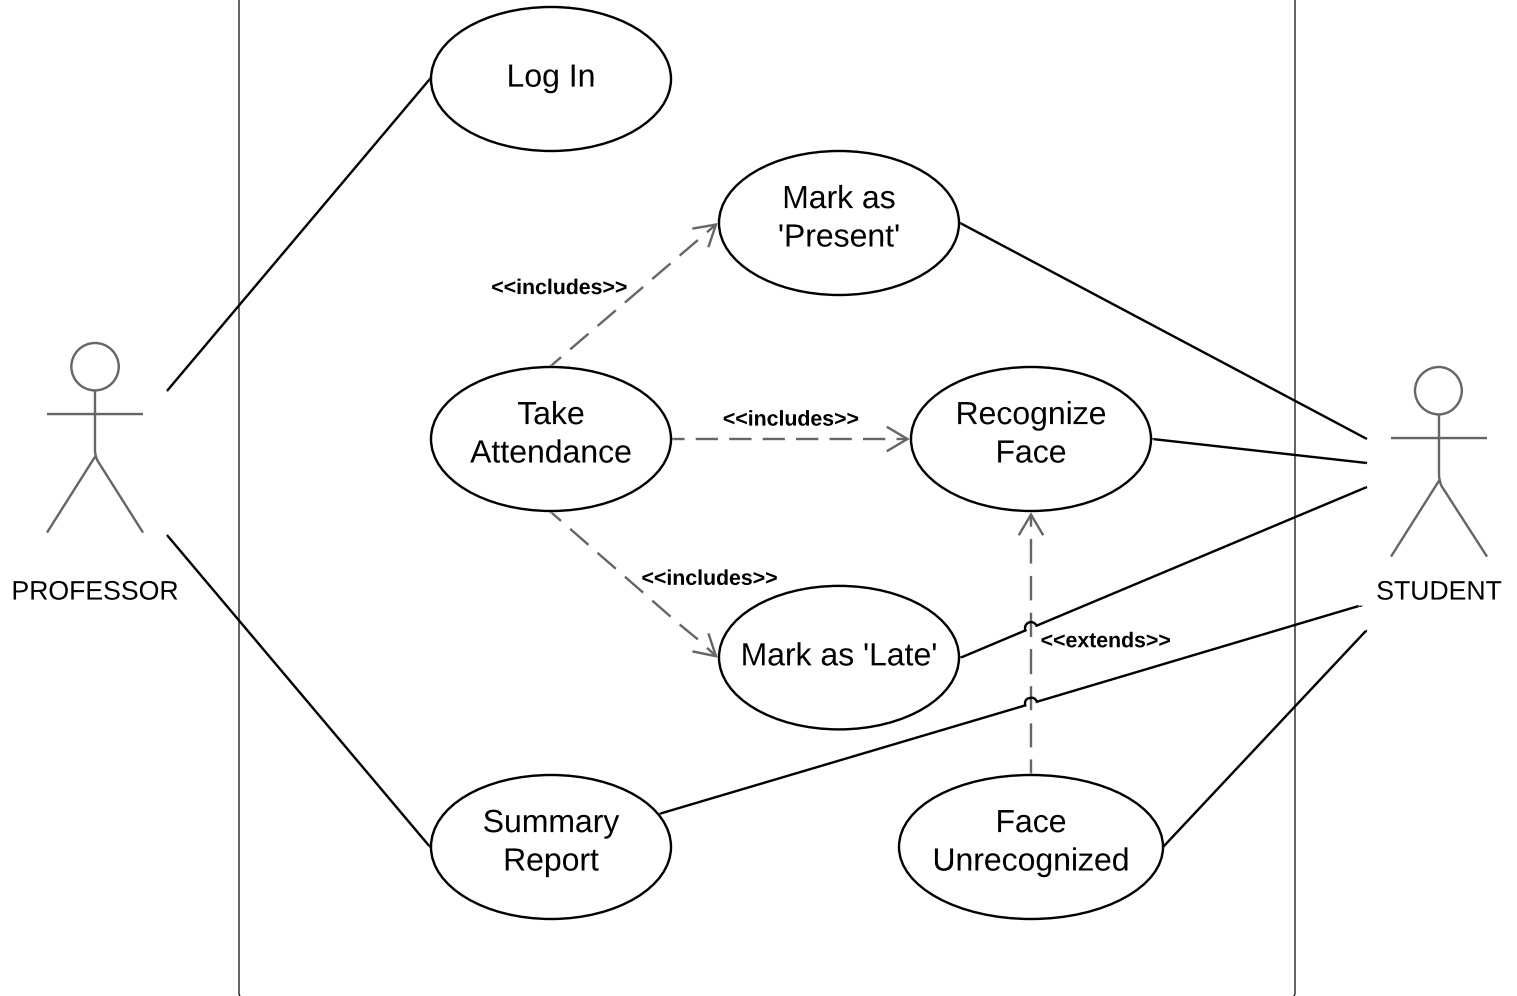 Log In
Mark as
'Present'
<<includes>>
Take
Attendance
<<includes>>
Recognize
Face
PROFESSOR
<<includes>>
STUDENT
Mark as 'Late'
<<extends>>
Summary
Report
Face
Unrecognized